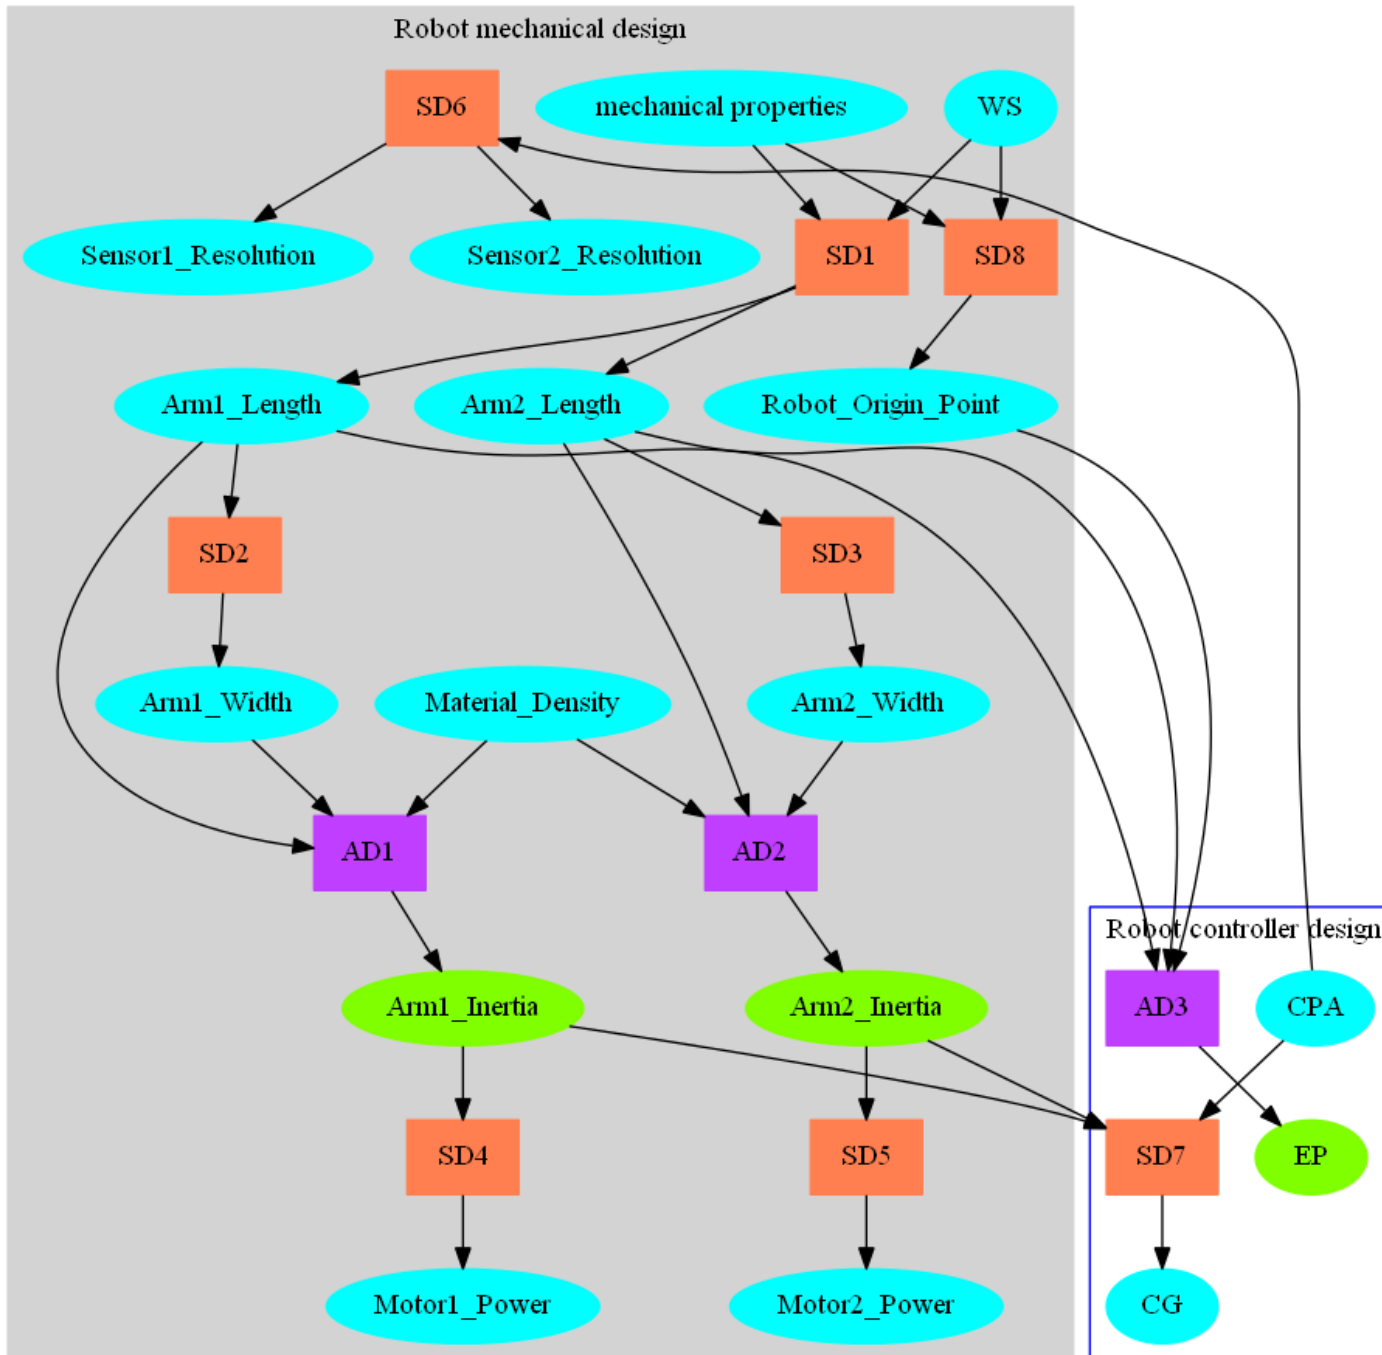 Robot mechanical design
SD6
mechanical properties
WS
Sensor1_Resolution
Sensor2_Resolution
SD1
SD8
Arm1_Length
Arm2_Length
Robot_Origin_Point
SD2
SD3
Arm1_Width
Material_Density
Arm2_Width
AD1
AD2
Robot controller design
Arm1_Inertia
Arm2_Inertia
AD3
CPA
SD4
SD5
SD7
EP
Motor1_Power
Motor2_Power
CG